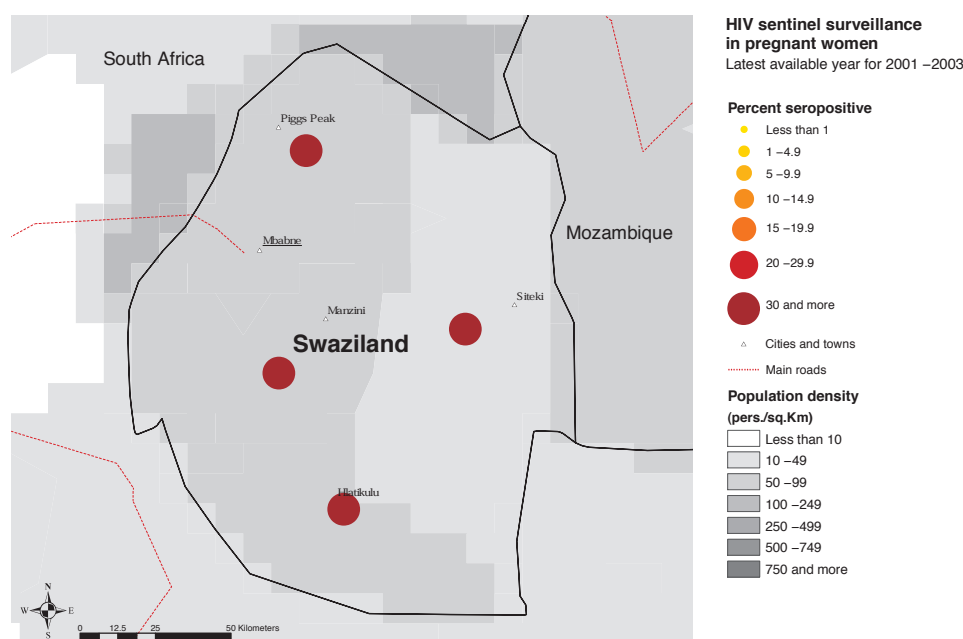 South Africa
Piggs Peak
Mbabne
Mozambique
Siteki
Manzini
Swaziland
Hlatikulu
N
W
E
S
0 12.5 25 50 Kilometers
HIV sentinel surveillance
in pregnant women
Latest available year for 2001 –2003
Percent seropositive
Less than 1
1 –4.9
5 –9.9
10 –14.9
15 –19.9
20 –29.9
30 and more
Cities and towns
Main roads
Population density
(pers./sq.Km)
Less than 10
10 –49
50 –99
100 –249
250 –499
500 –749
750 and more